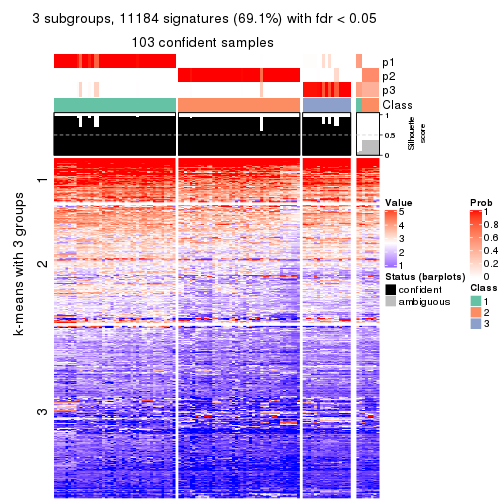 3 subgroups, 11184 signatures (69.1%) with fdr < 0.05
103 confident samples
p1
p2
p3
Class
1
0.5
0
Silhouette
score
k-means with 3 groups
1
2
3
Value
5
4
3
2
1
Status (barplots)
confident
ambiguous
Prob
1
0.8
0.6
0.4
0.2
0
Class
1
2
3